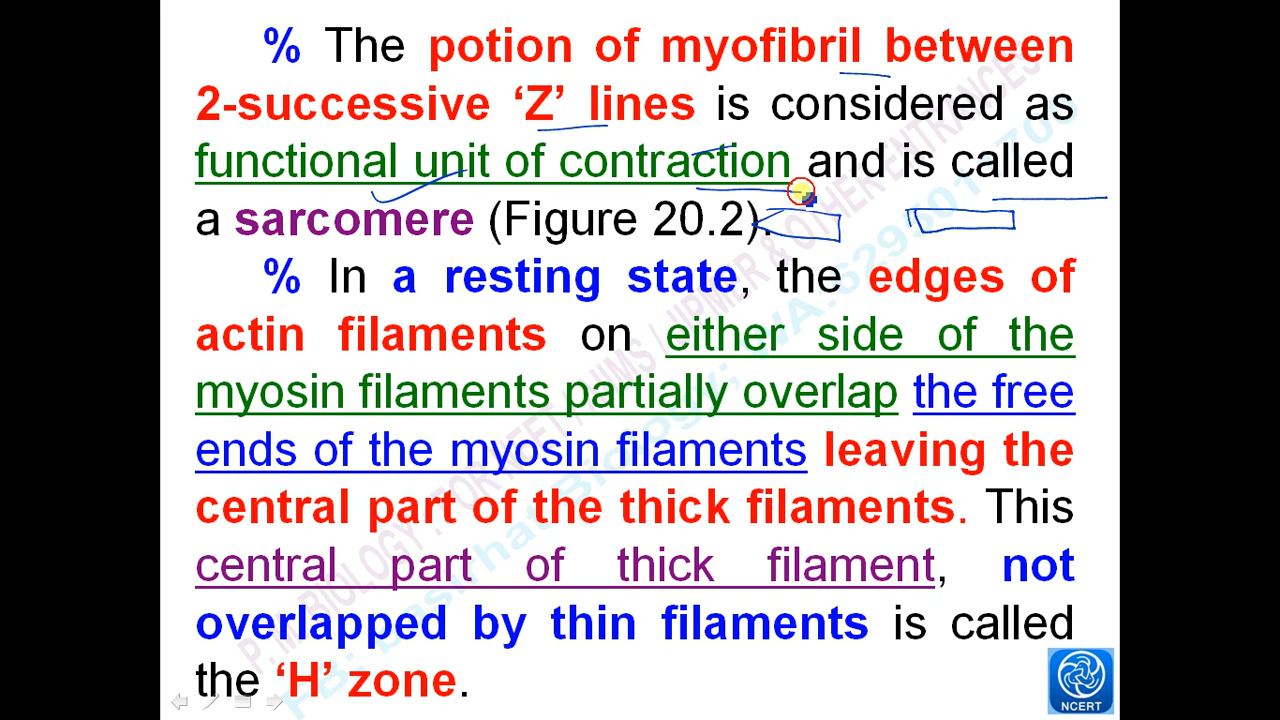 % The potion of myofibril between
2-successive ‘Z’ lines is considered as
functional unit of contraction and is called
a sarcomere (Figure 20.2).
% In a resting state, the edges of
actin filaments on either side of the
myosin filaments partially overlap the free
ends of the myosin filaments leaving the
central part of the thick filaments. This
central part of thick filament, not
overlapped by thin filaments is called
the ‘H’ zone.
NCERT